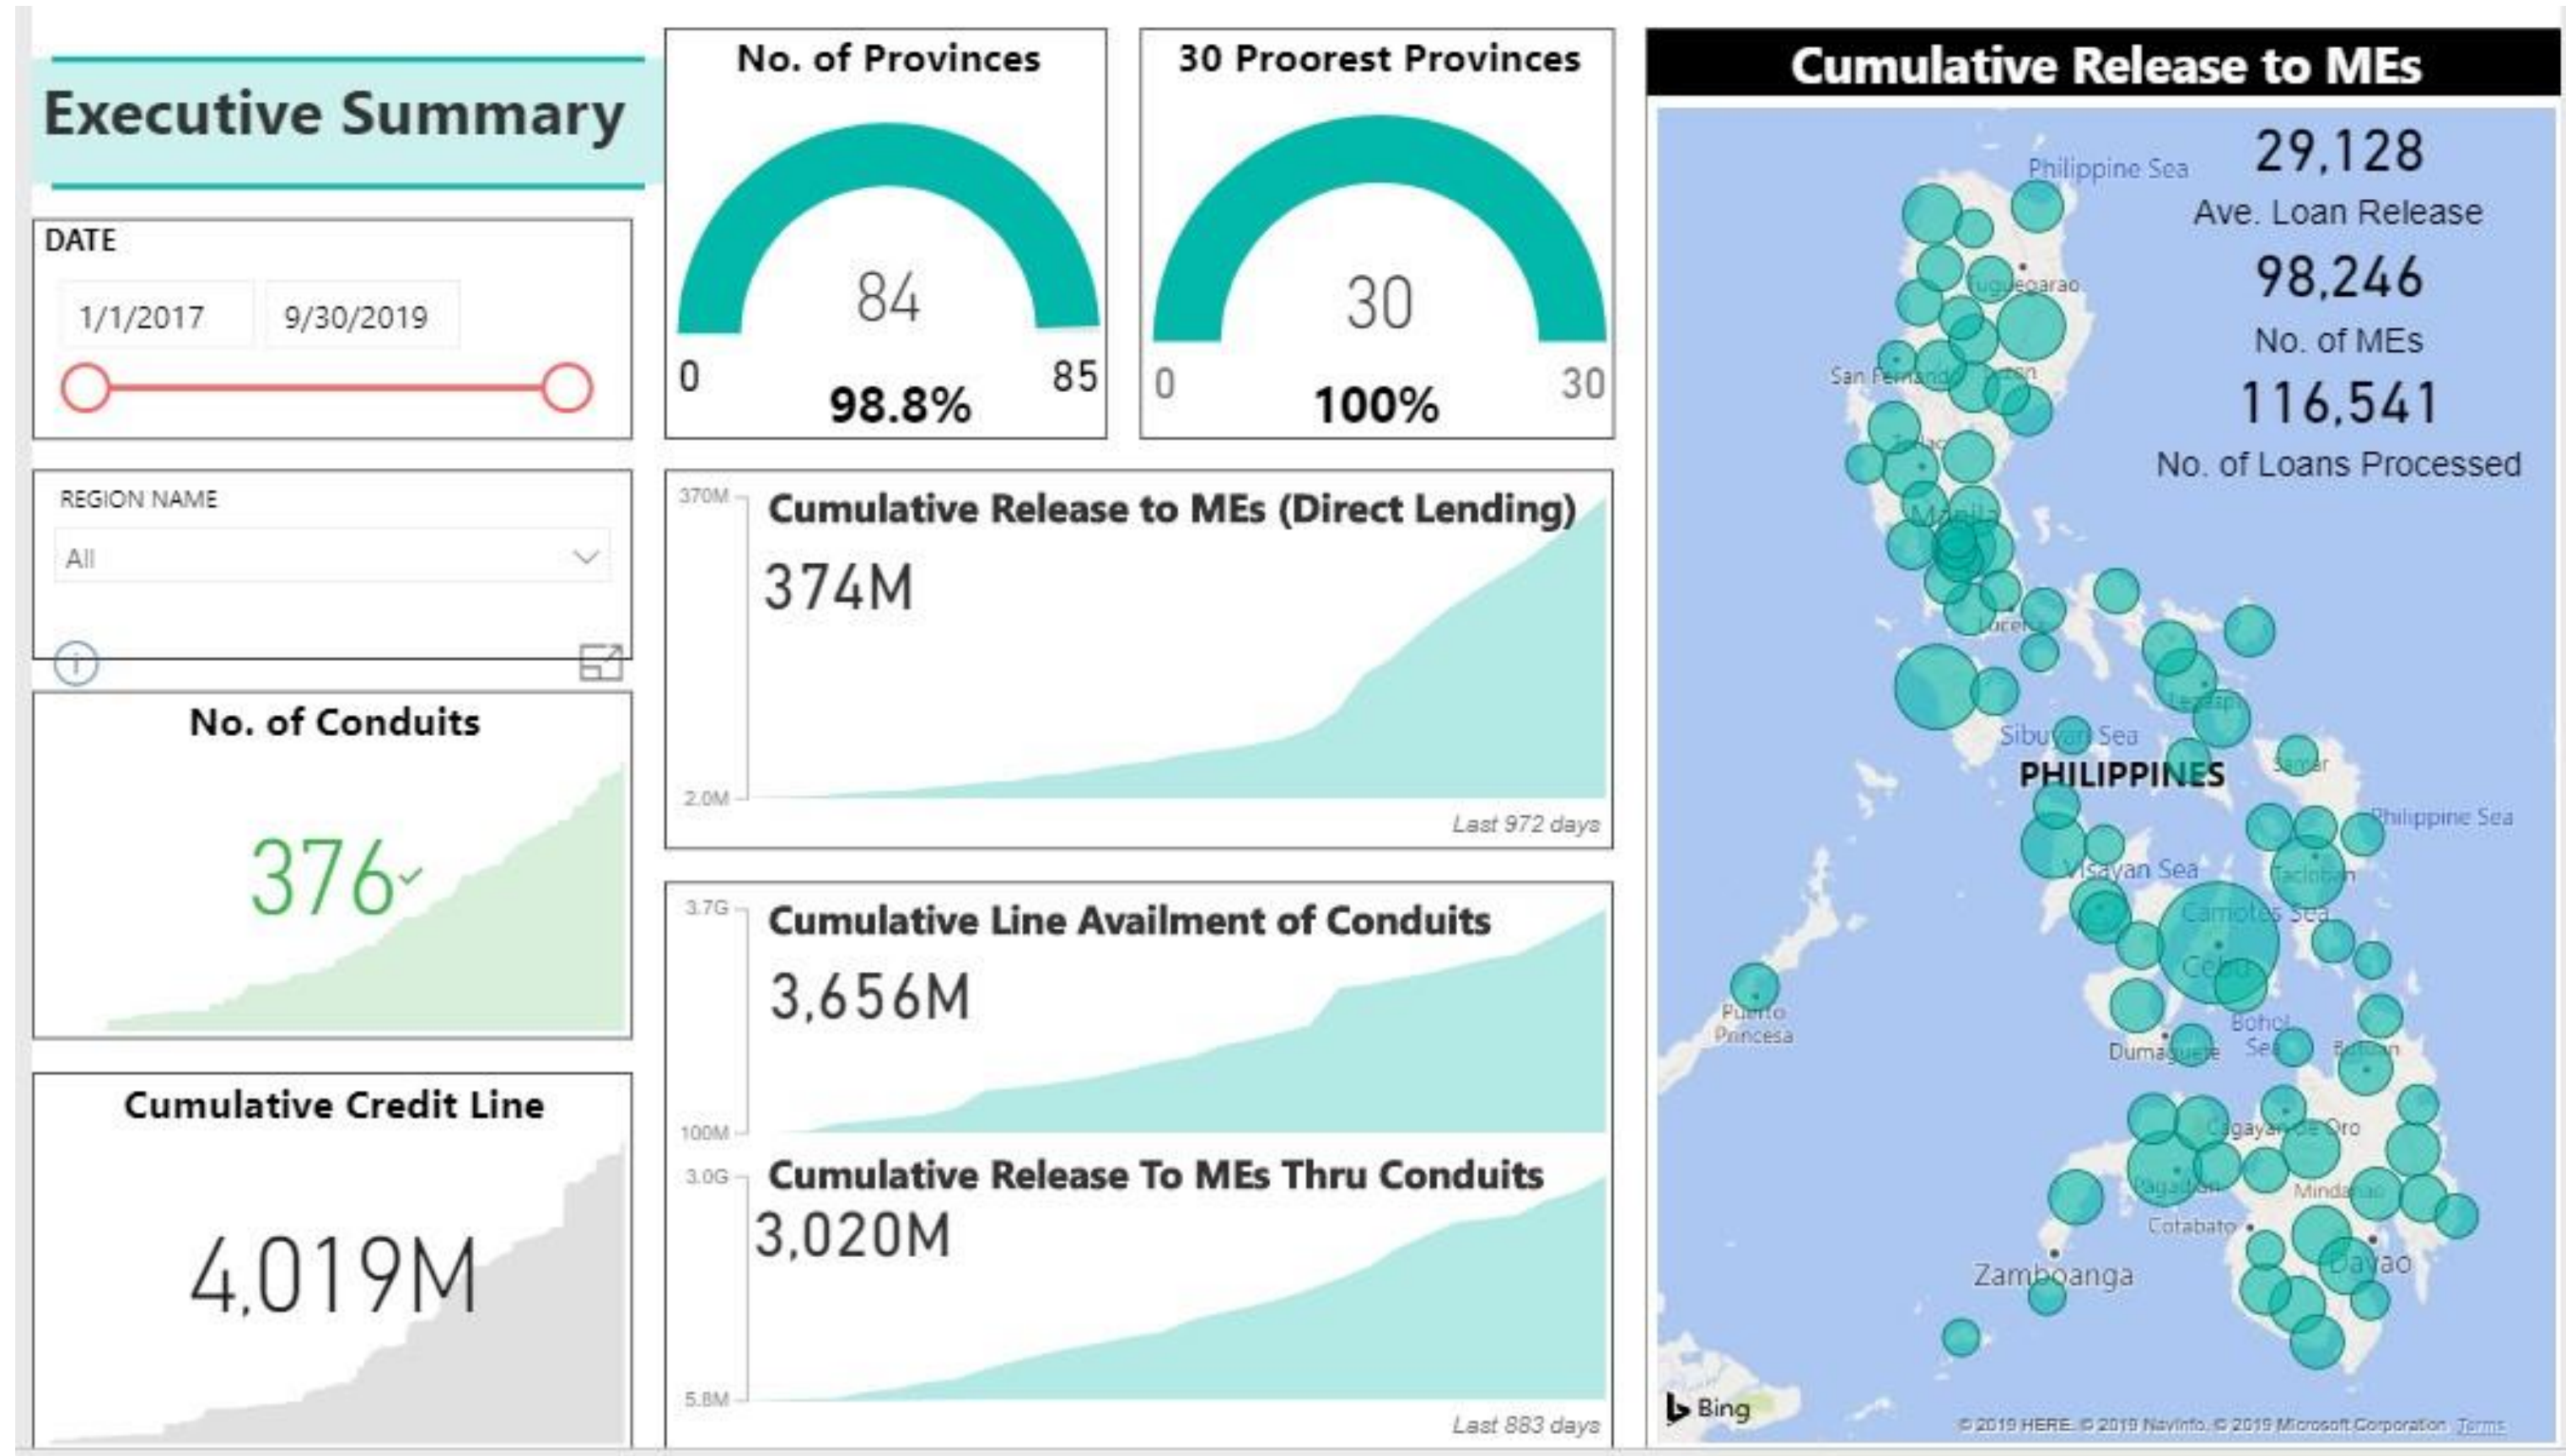 Executive Summary
DATE
1/1/2017 9/30/2019
REGION NAME
All
No. of Conduits
376
Cumulative Credit Line
4,019M
No. of Provinces
84
0 85
98.8%
30 Proorest Provinces
30
0 30
100%
370M
Cumulative Release to MEs (Direct Lending)
374M
2.0M
Last 972 days
3.7G
Cumulative Line Availment of Conduits
3,656M
100M
3.0G
Cumulative Release To MEs Thru Conduits
3,020M
5.8M
Last 883 days
Cumulative Release to MEs
29,128
Ave. Loan Release
98,246
No. of MEs
116,541
No. of Loans Processed
Philippine Sea
Tuguegarao
San Fernando
Manila
Lucena
Legaspi
Sibuyan Sea
PHILIPPINES
Samar
Philippine Sea
Visayan Sea
Tacloban
Camotes Sea
Cebu
Puerto
Princesa
Bohol
Sea
Dumaguete
Butuan
Cagayan de Oro
Pagadian
Mindanao
Cotabato
Davao
Zamboanga
Bing
© 2019 HERE, © 2019 NavInfo, © 2019 Microsoft Corporation Terms